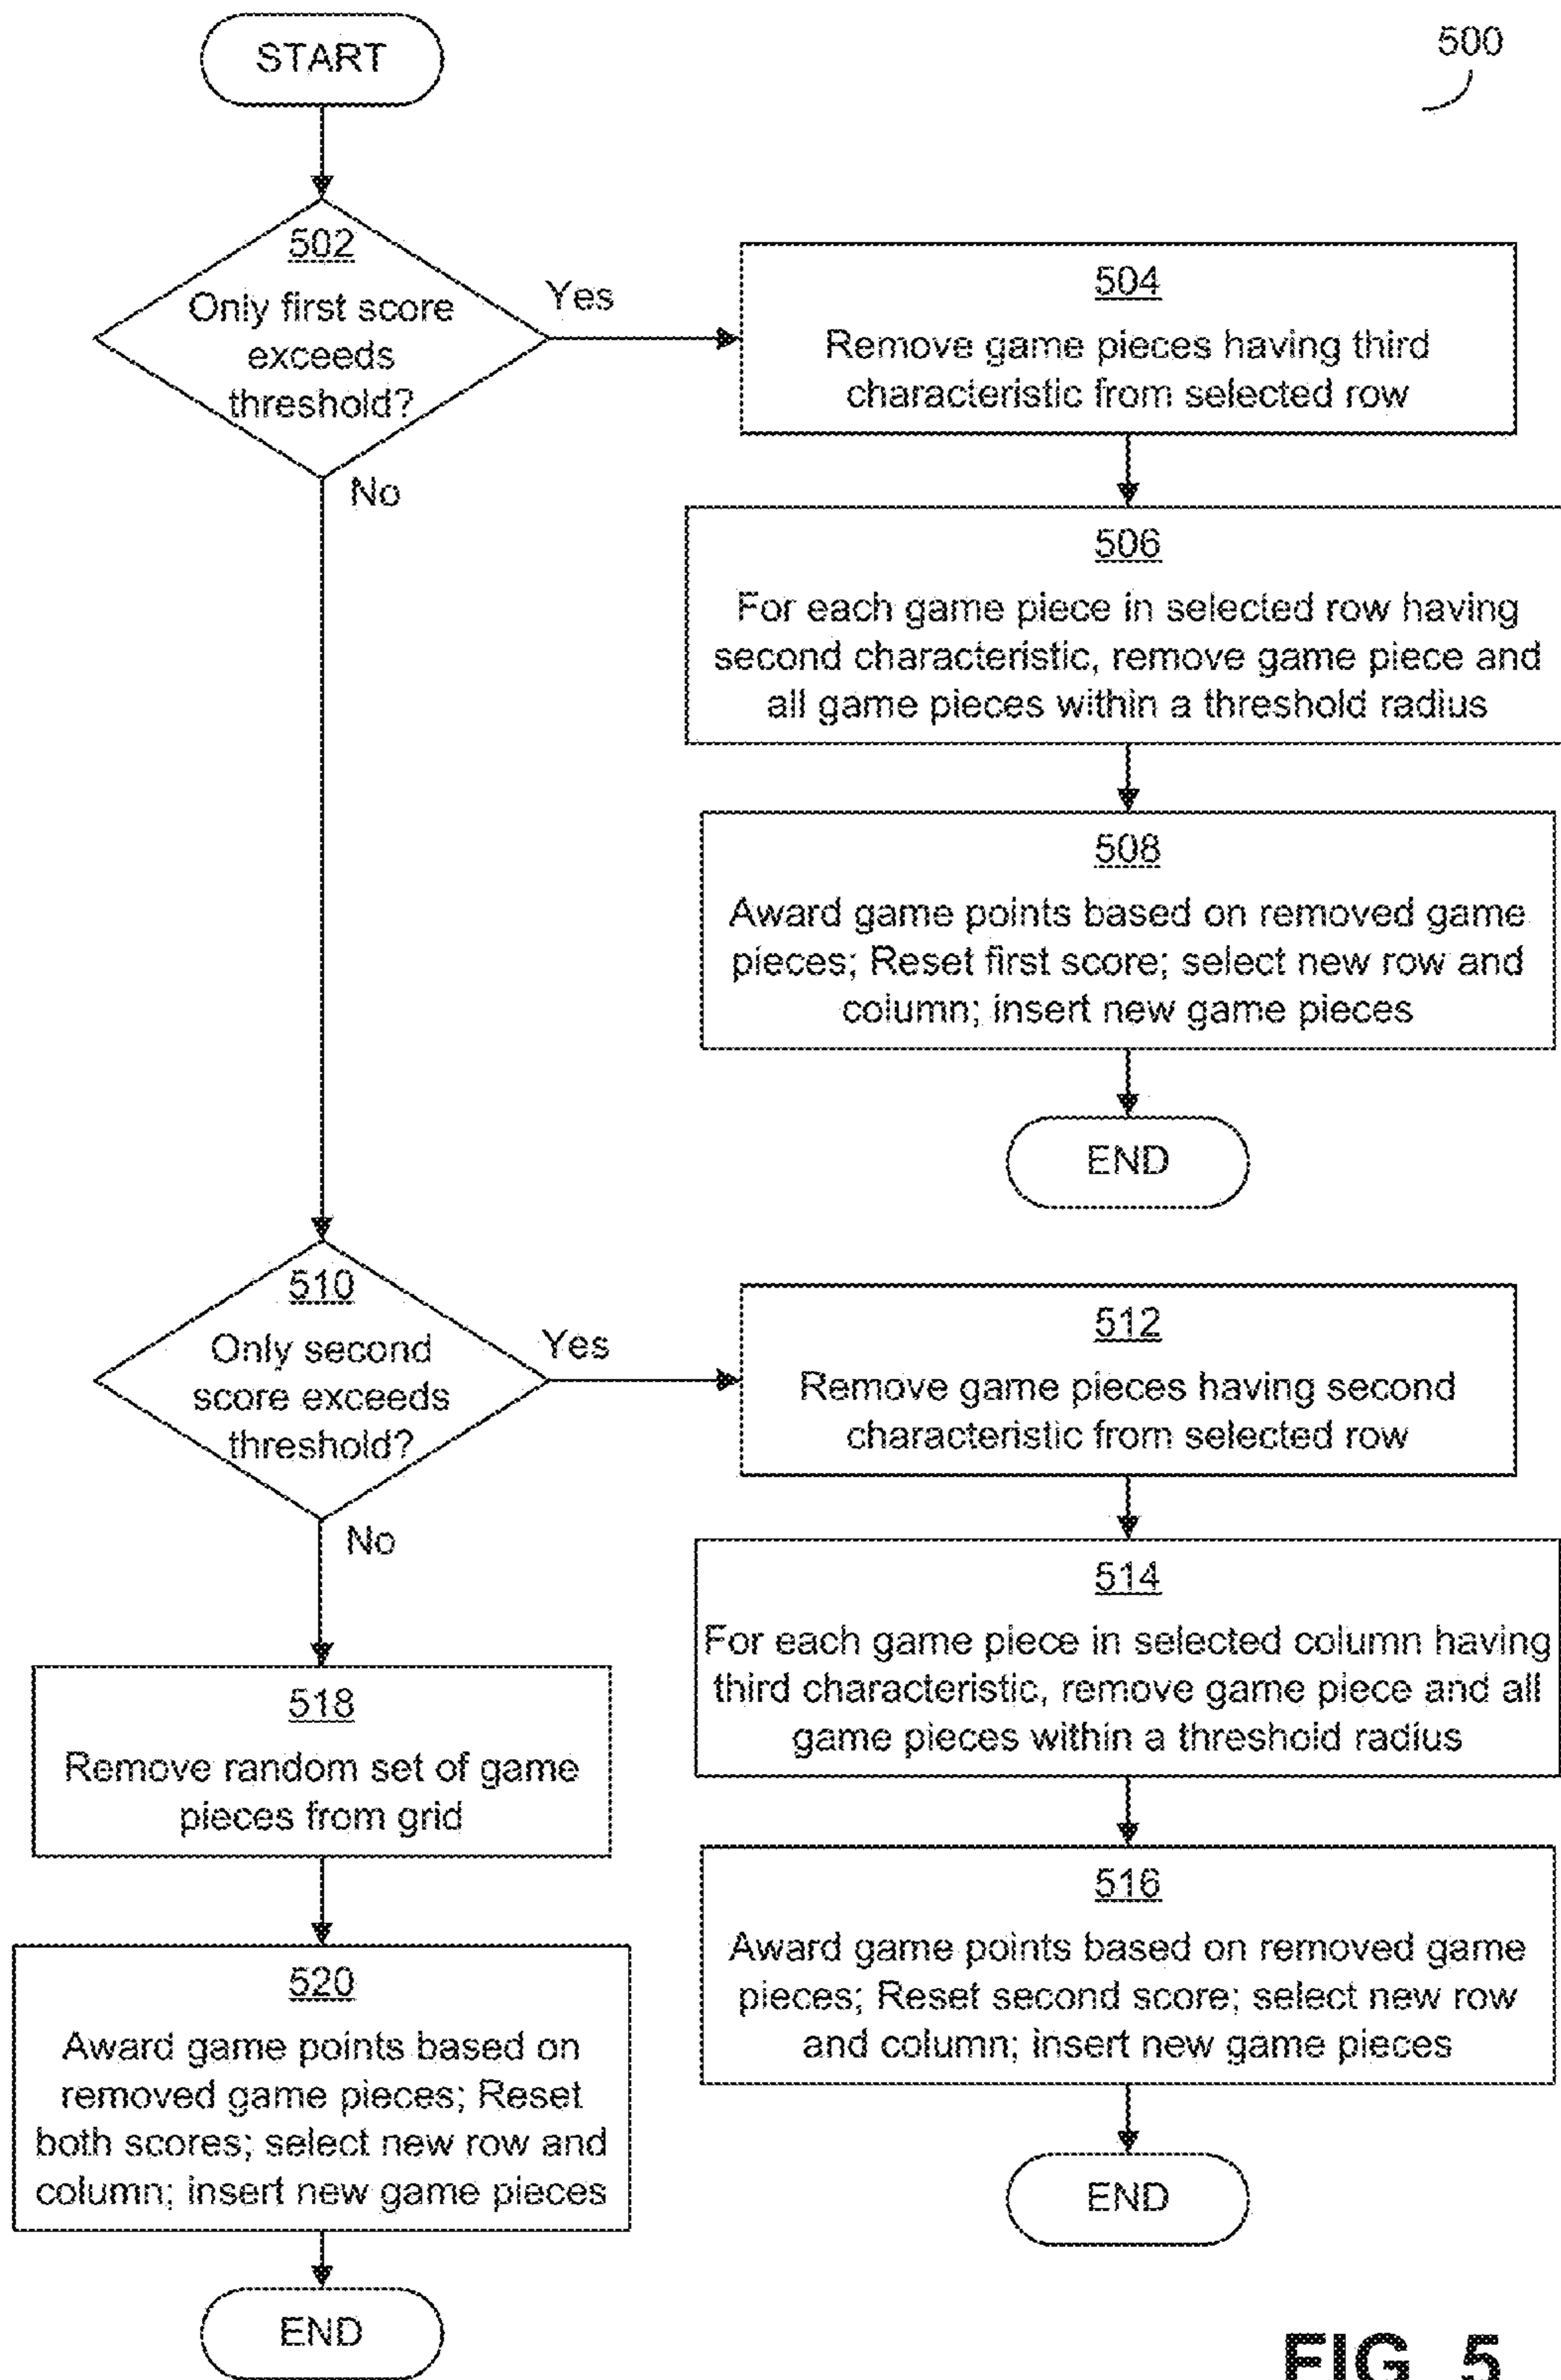 START
500
502
Only first score
exceeds
threshold?
Yes
No
504
Remove game pieces having third
characteristic from selected row
506
For each game piece in selected row having
second characteristic, remove game piece and
all game pieces within a threshold radius
508
Award game points based on removed game
pieces; Reset first score; select new row and
column; insert new game pieces
END
510
Only second
score exceeds
threshold?
Yes
No
512
Remove game pieces having second
characteristic from selected row
514
For each game piece in selected column having
third characteristic, remove game piece and all
game pieces within a threshold radius
516
Award game points based on removed game
pieces; Reset second score; select new row
and column; insert new game pieces
END
518
Remove random set of game
pieces from grid
520
Award game points based on
removed game pieces; Reset
both scores; select new row and
column; insert new game pieces
END
FIG. 5